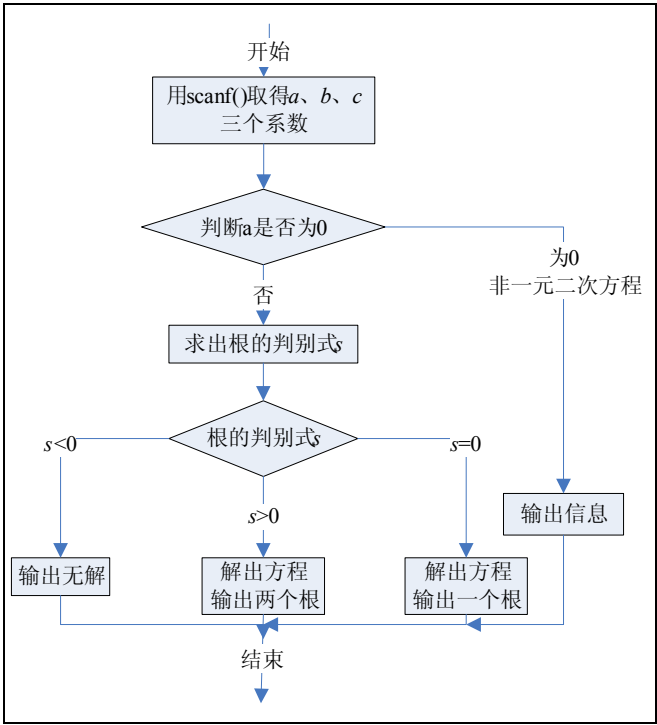 开始
用scanf()取得a、b、c
三个系数
判断a是否为0
为0
非一元二次方程
否
求出根的判别式s
根的判别式s
s<0
s=0
s>0
输出信息
输出无解
解出方程
输出两个根
解出方程
输出一个根
结束